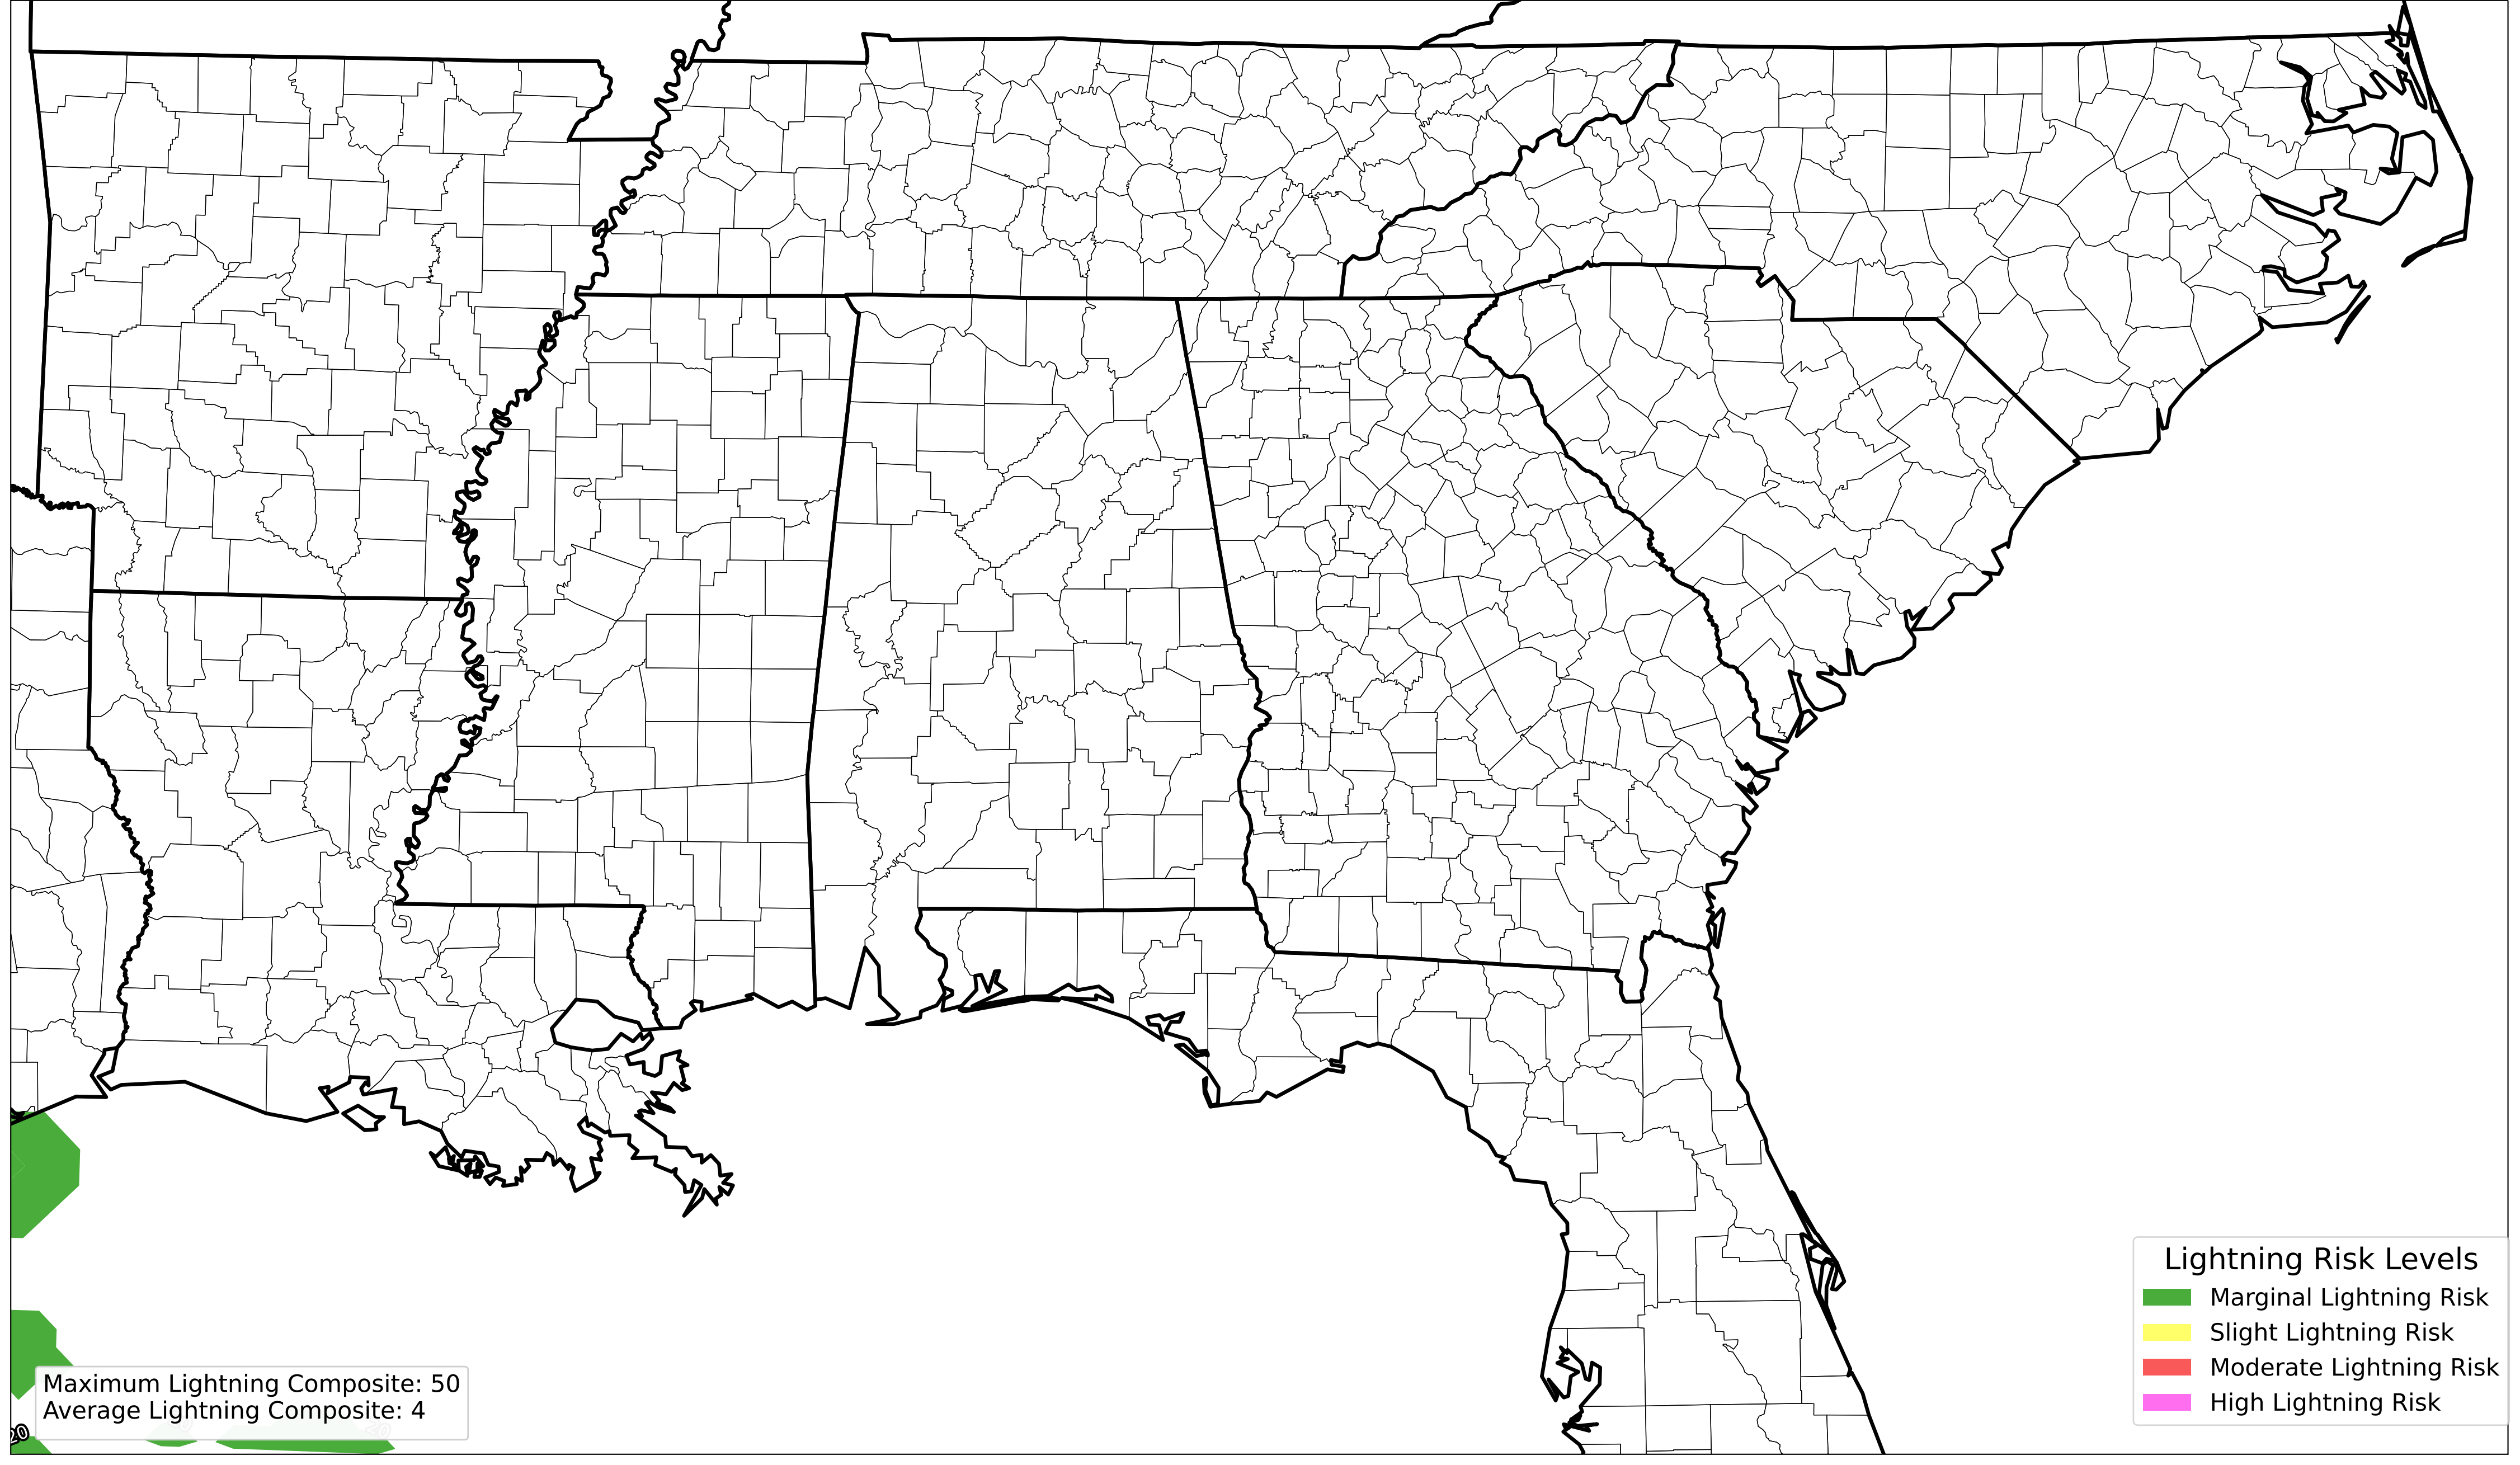 Lightning Risk Levels
Marginal Lightning Risk
Slight Lightning Risk
Moderate Lightning Risk
High Lightning Risk
Maximum Lightning Composite: 50
Average Lightning Composite: 4
20